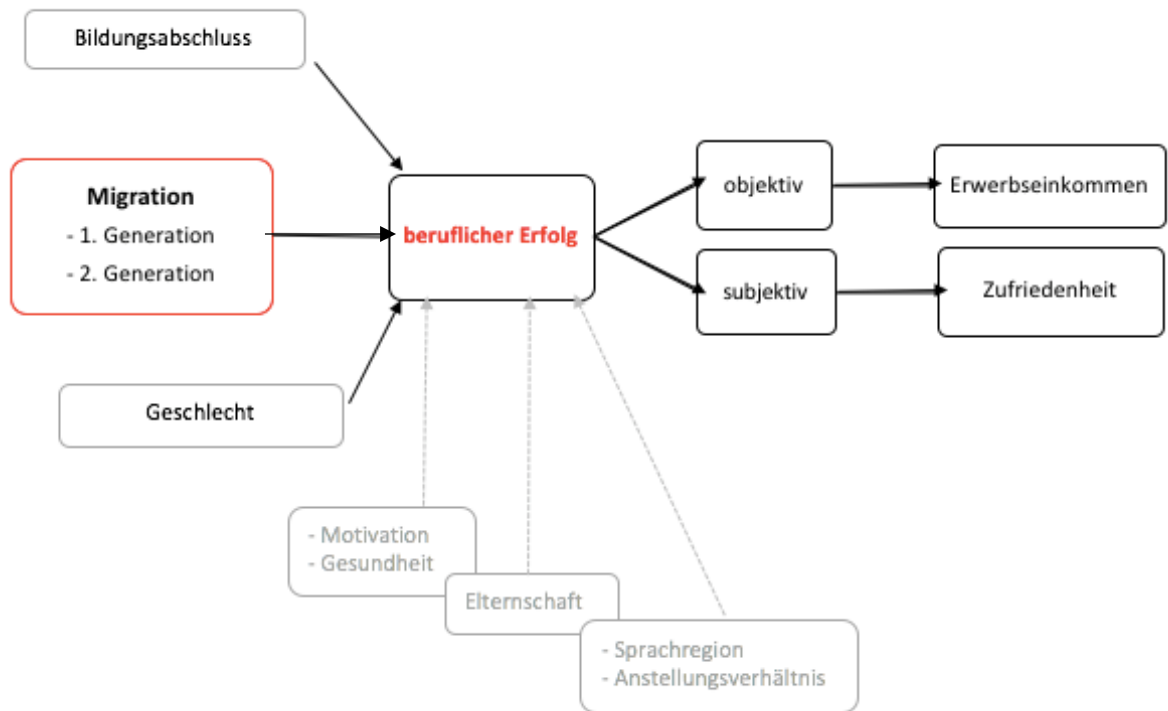 Bildungsabschluss
Migration
- 1. Generation
- 2. Generation
Geschlecht
beruflicher Erfolg
objektiv
Erwerbseinkommen
subjektiv
Zufriedenheit
- Motivation
- Gesundheit
Elternschaft
- Sprachregion
- Anstellungsverhältnis